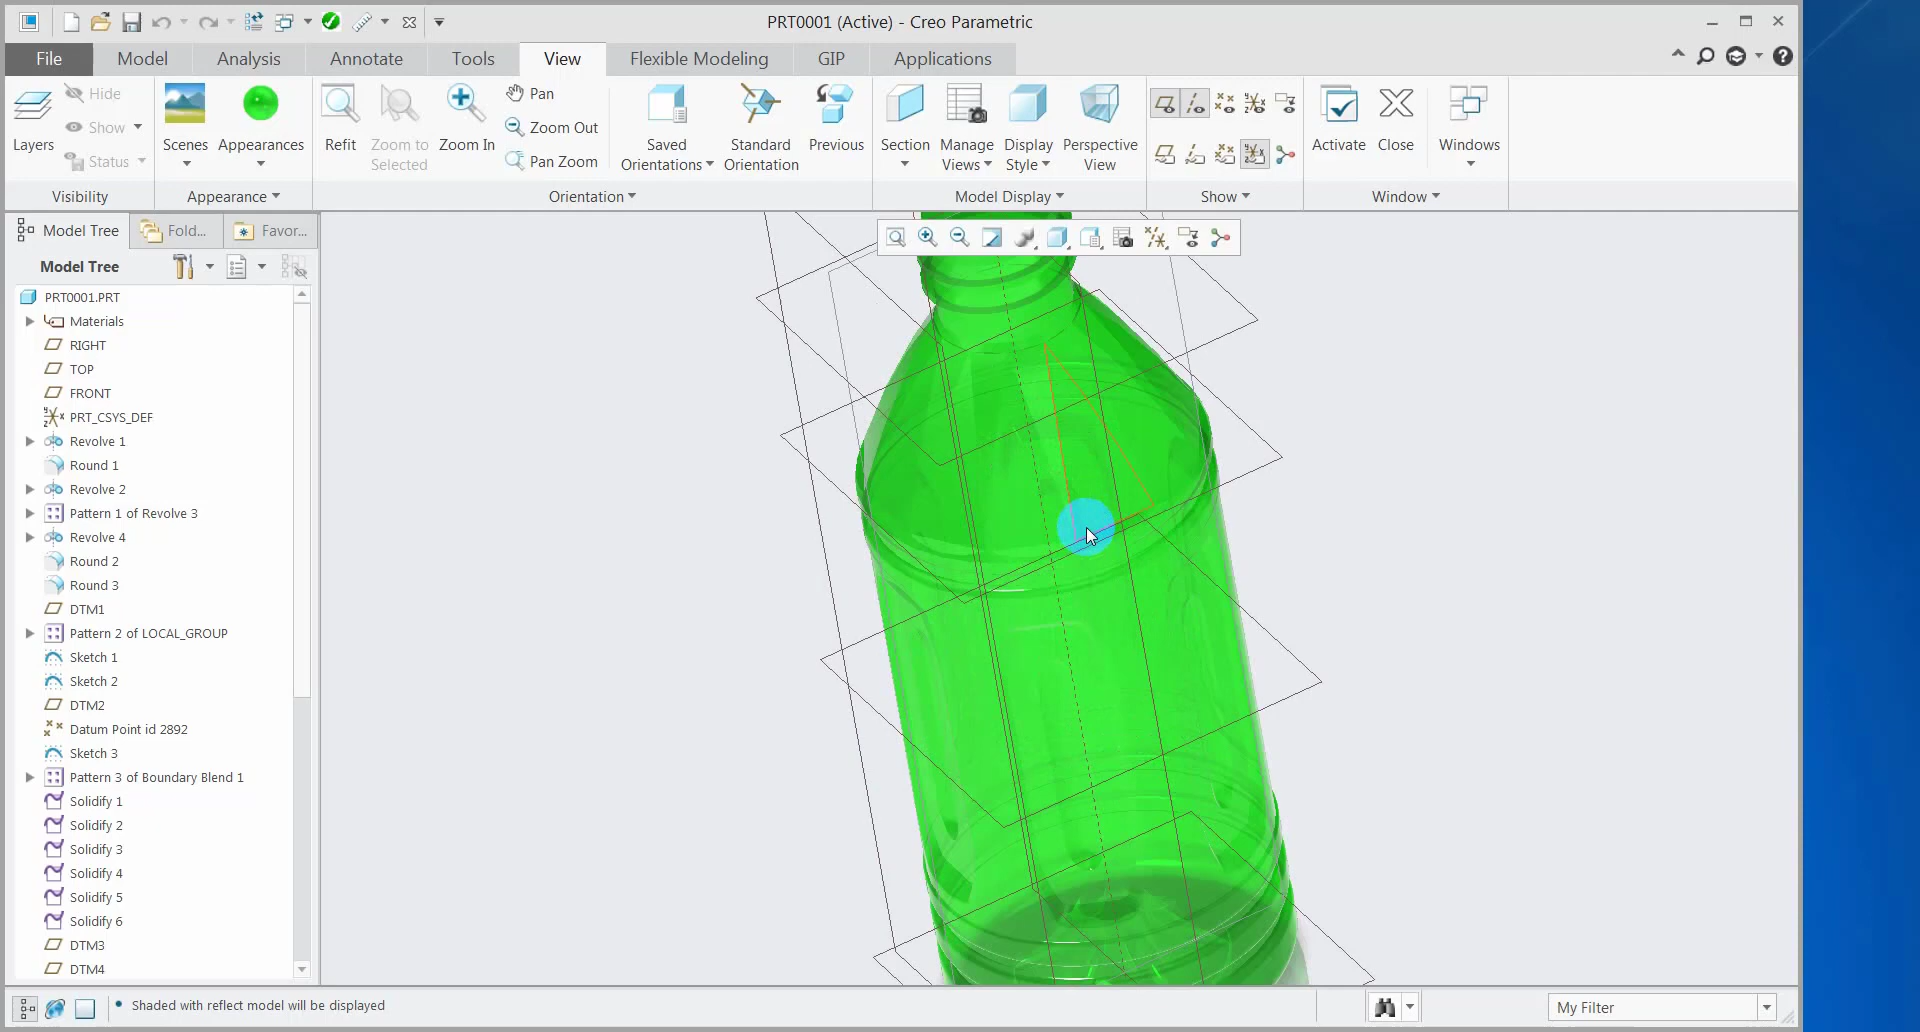 PRT0001 (Active) - Creo Parametric
File
Model
Analysis
Annotate
Tools
View
Flexible Modeling
GIP
Applications
Layers
Hide
Show
Status
Visibility
Scenes
Appearances
Appearance
Refit
Zoom to
Selected
Zoom In
Pan
Zoom Out
Pan Zoom
Saved
Orientations
Standard
Orientation
Previous
Orientation
Section
Manage
Views
Display
Style
Perspective
View
Model Display
Show
Activate
Close
Windows
Window
Model Tree
Fold...
Favor...
Model Tree
PRT0001.PRT
Materials
RIGHT
TOP
FRONT
PRT_CSYS_DEF
Revolve 1
Round 1
Revolve 2
Pattern 1 of Revolve 3
Revolve 4
Round 2
Round 3
DTM1
Pattern 2 of LOCAL_GROUP
Sketch 1
Sketch 2
DTM2
Datum Point id 2892
Sketch 3
Pattern 3 of Boundary Blend 1
Solidify 1
Solidify 2
Solidify 3
Solidify 4
Solidify 5
Solidify 6
DTM3
DTM4
Shaded with reflect model will be displayed
My Filter